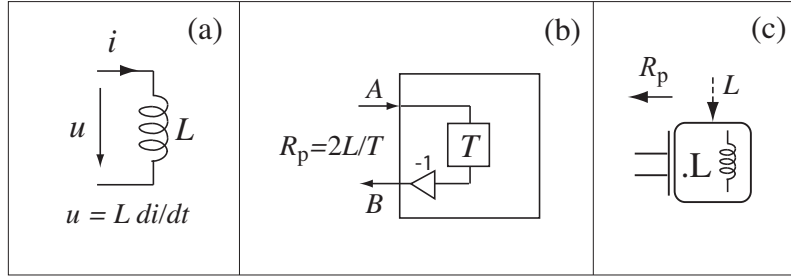 (a)
i
u
L
u = L di/dt
(b)
A
R_p=2L/T
T
-1
B
(c)
R_p
L
.L